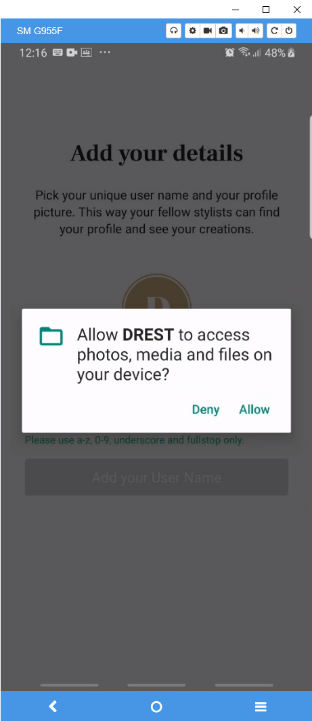 SM G955F
12:16
48%
Add your details
Pick your unique user name and your profile
picture. This way your fellow stylists can find
your profile and see your creations.
Allow DREST to access
photos, media and files on
your device?
Deny Allow
Please use a-z, 0-9, underscore and fullstop only.
Add your User Name